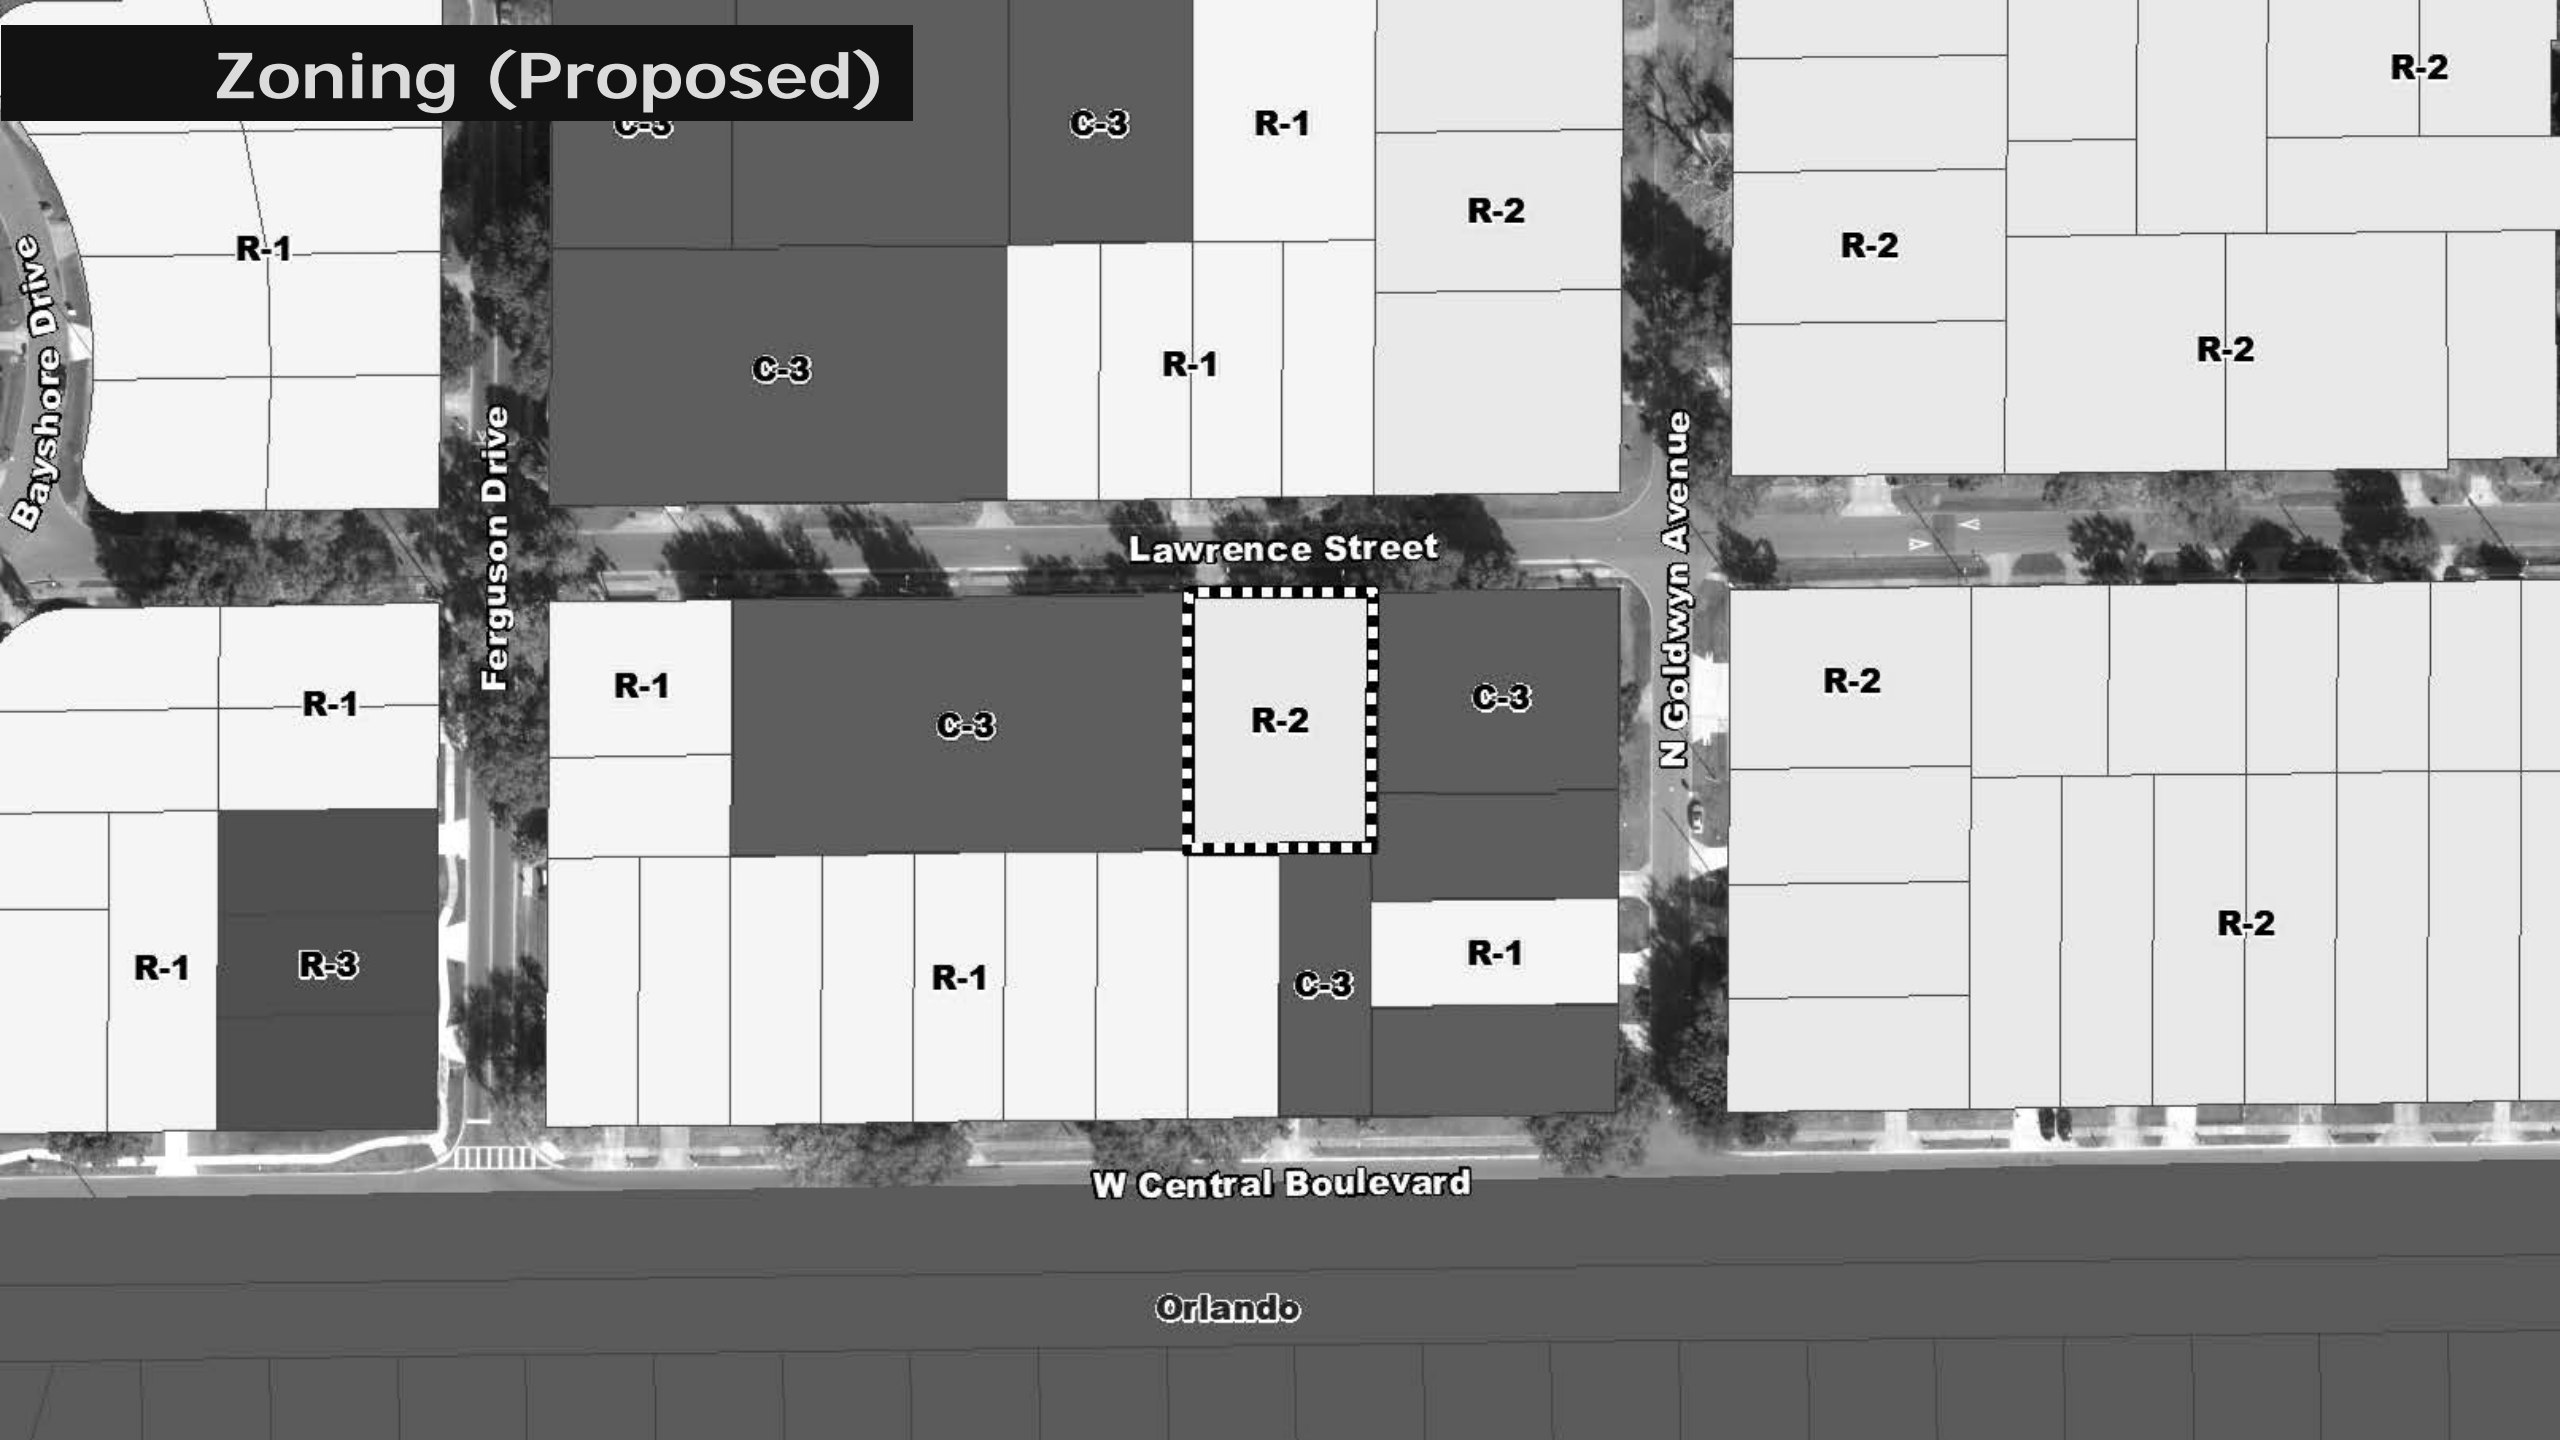 Zoning (Proposed)
R-2
C-3
C-3
R-1
R-2
R-2
R-1
Bayshore Drive
C-3
R-1
R-2
Ferguson Drive
Lawrence Street
N Goldwyn Avenue
R-1
R-1
C-3
R-2
C-3
R-2
R-1
R-3
R-1
C-3
R-1
R-2
W Central Boulevard
Orlando